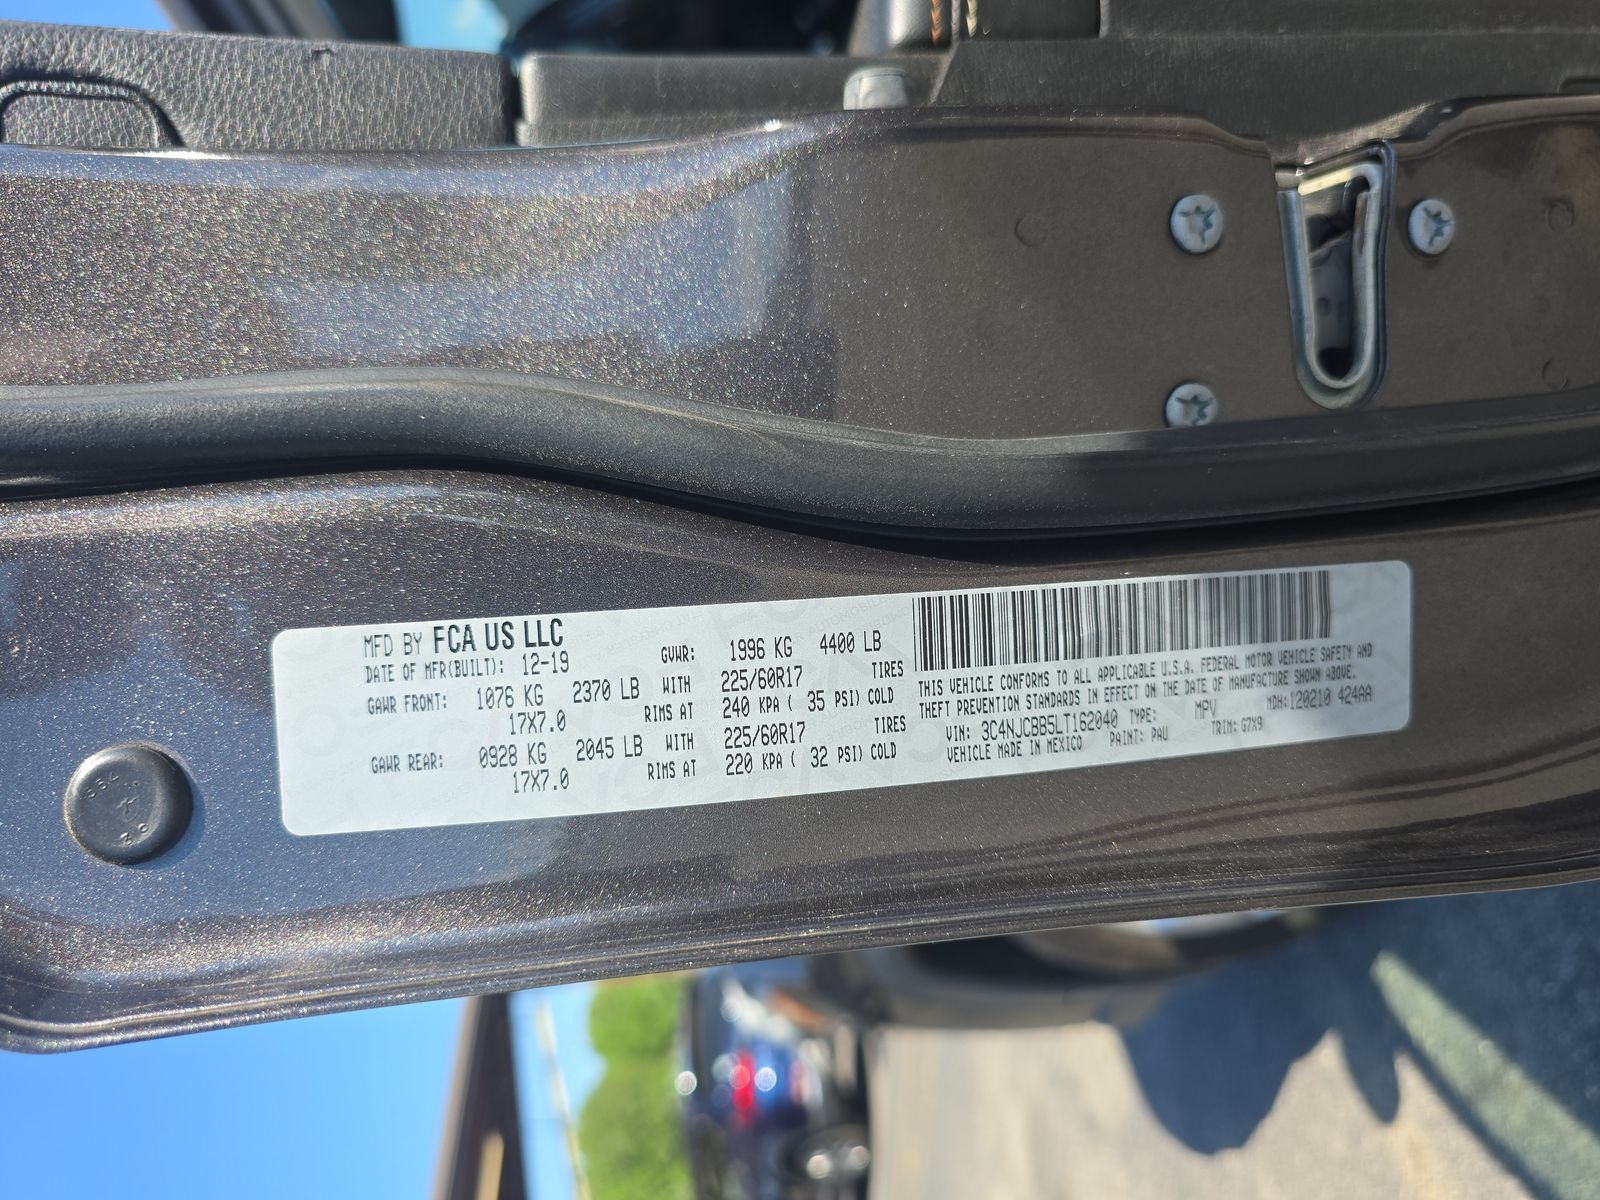 MFD BY FCA US LLC
DATE OF MFR(BUILT): 12-19
GVWR: 1996 KG 4400 LB
GAWR FRONT: 1076 KG 2370 LB WITH 225/60R17 TIRES
17X7.0 RIMS AT 240 KPA ( 35 PSI) COLD
GAWR REAR: 0928 KG 2045 LB WITH 225/60R17 TIRES
17X7.0 RIMS AT 220 KPA ( 32 PSI) COLD
THIS VEHICLE CONFORMS TO ALL APPLICABLE U.S.A. FEDERAL MOTOR VEHICLE SAFETY AND
THEFT PREVENTION STANDARDS IN EFFECT ON THE DATE OF MANUFACTURE SHOWN ABOVE.
VIN: 3C4NJCBB5LT162040 TYPE: MPV MDH:120210 424AA
VEHICLE MADE IN MEXICO PAINT: PAU TRIM: G7X9